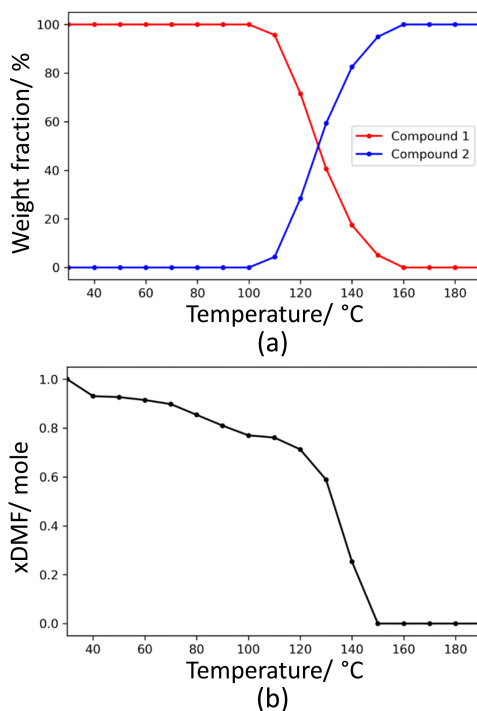 100
80
60
40
20
0
Weight fraction/ %
Compound 1
Compound 2
40 60 80 100 120 140 160 180
Temperature/ °C
(a)
1.0
0.8
0.6
0.4
0.2
0.0
xDMF/ mole
40 60 80 100 120 140 160 180
Temperature/ °C
(b)